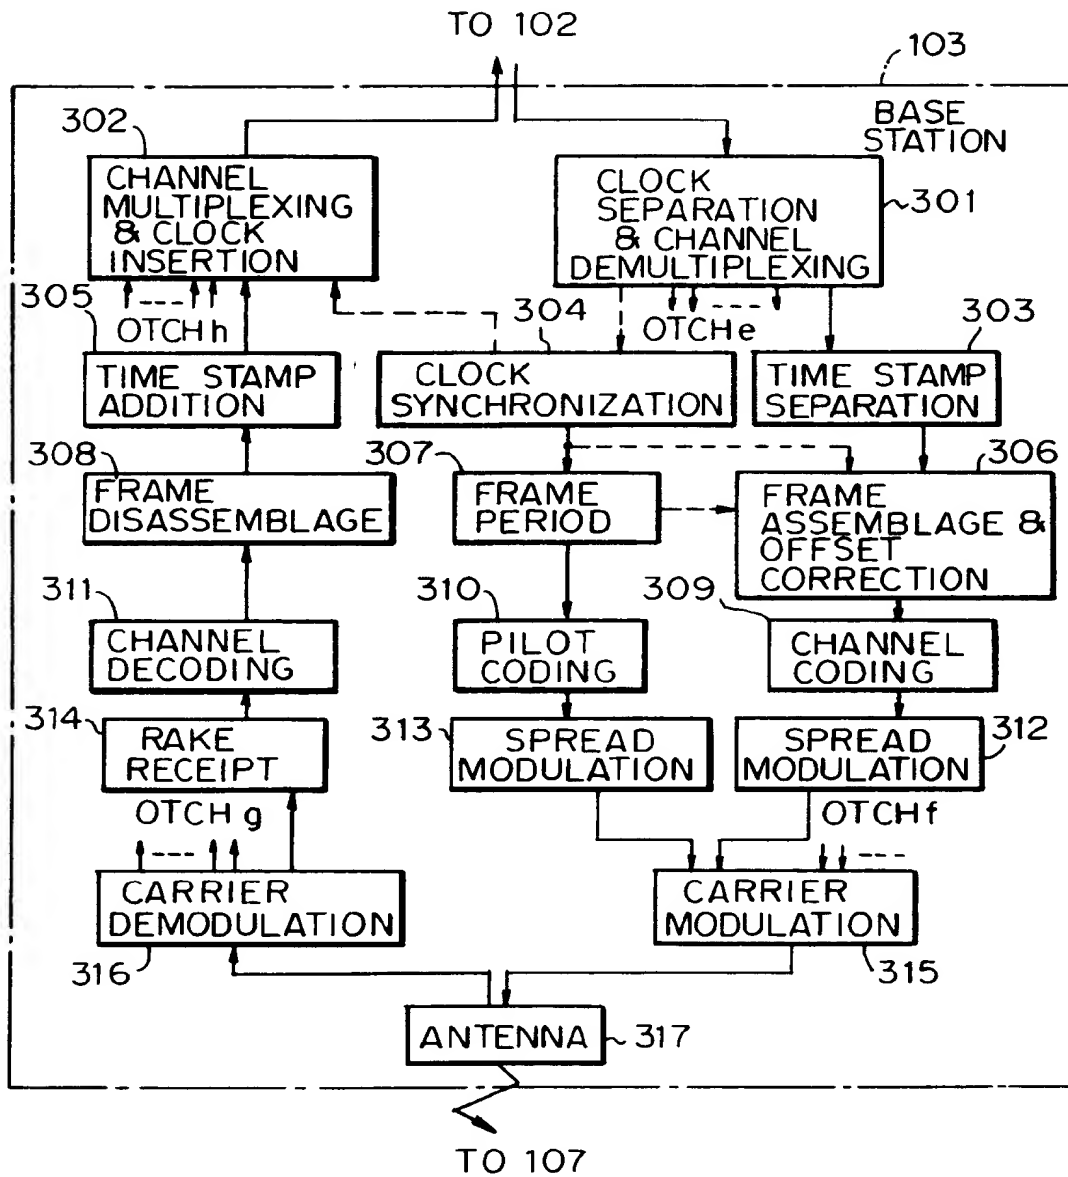 TO 102
103
BASE
STATION
302
CHANNEL
MULTIPLEXING
& CLOCK
INSERTION
CLOCK
SEPARATION
& CHANNEL
DEMULTIPLEXING
301
305
OTCH h
304
OTCH e
303
TIME STAMP
ADDITION
CLOCK
SYNCHRONIZATION
TIME STAMP
SEPARATION
308
307
306
FRAME
DISASSEMBLAGE
FRAME
PERIOD
FRAME
ASSEMBLAGE &
OFFSET
CORRECTION
311
310
309
CHANNEL
DECODING
PILOT
CODING
CHANNEL
CODING
314
RAKE
RECEIPT
313
SPREAD
MODULATION
SPREAD
MODULATION
312
OTCH g
OTCH f
CARRIER
DEMODULATION
CARRIER
MODULATION
316
315
ANTENNA
317
TO 107